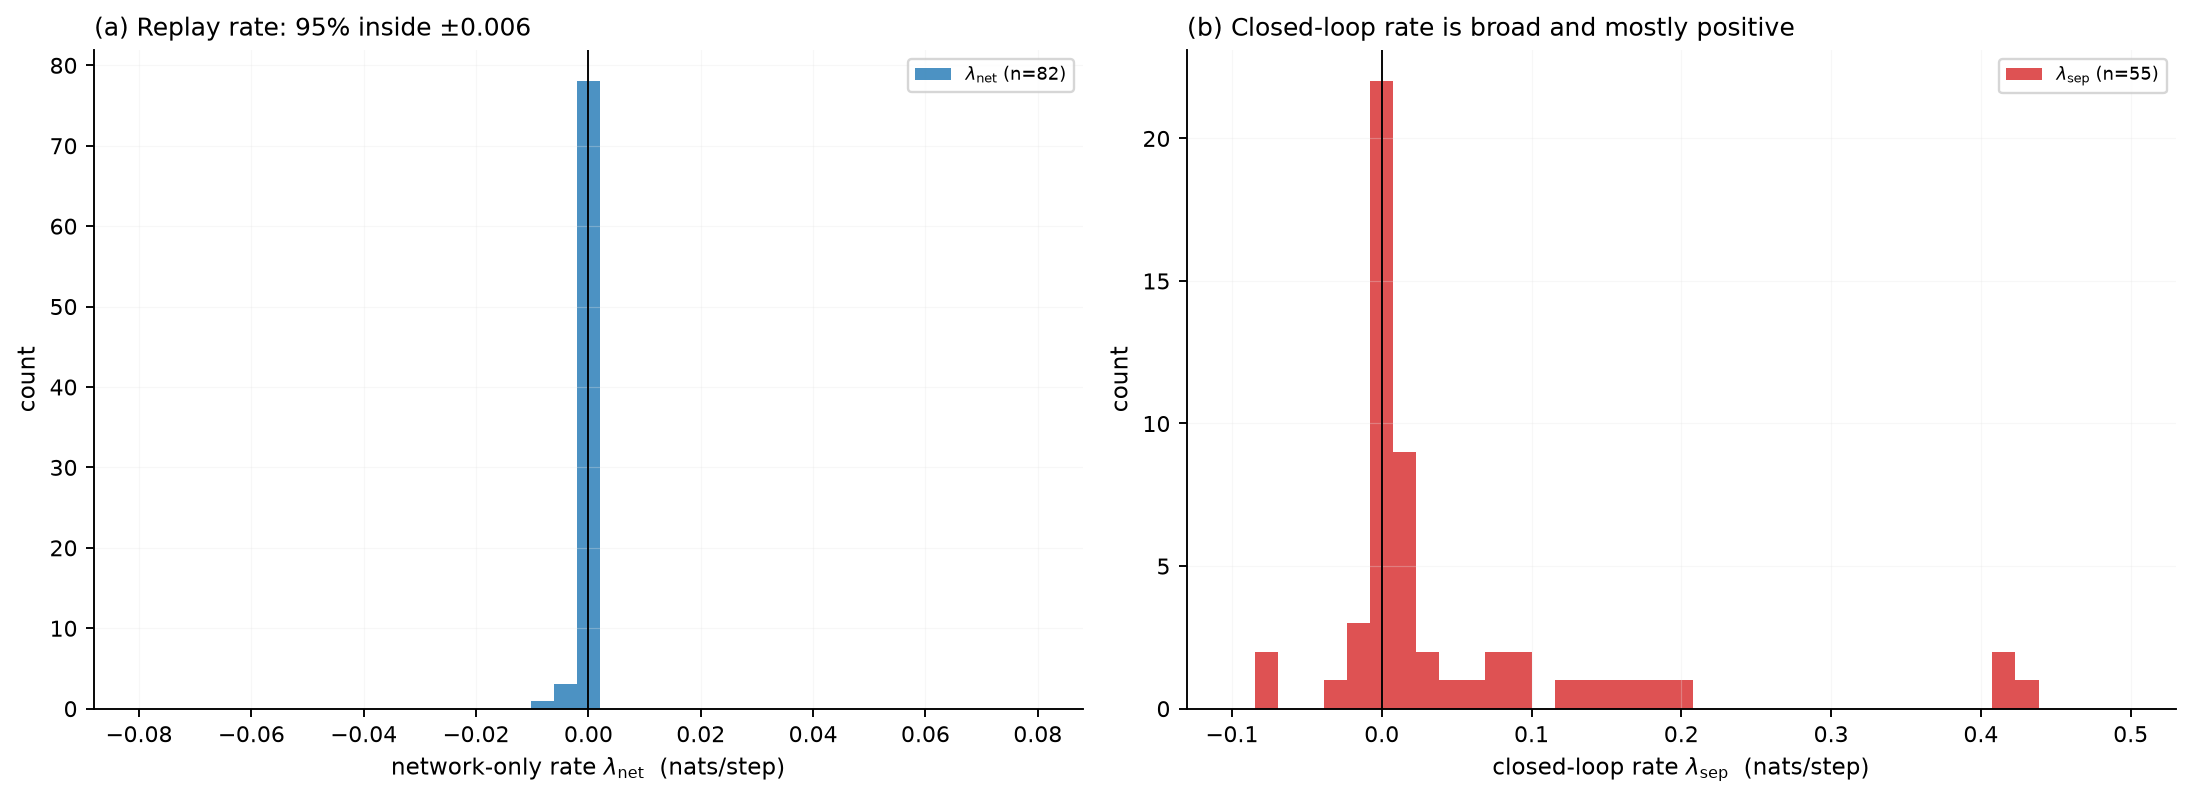 (a) Replay rate: 95% inside ±0.006
80
70
60
50
40
30
20
10
0
count
λnet (n=82)
−0.08 −0.06 −0.04 −0.02 0.00 0.02 0.04 0.06 0.08
network-only rate λnet (nats/step)
(b) Closed-loop rate is broad and mostly positive
20
15
10
5
0
count
λsep (n=55)
−0.1 0.0 0.1 0.2 0.3 0.4 0.5
closed-loop rate λsep (nats/step)